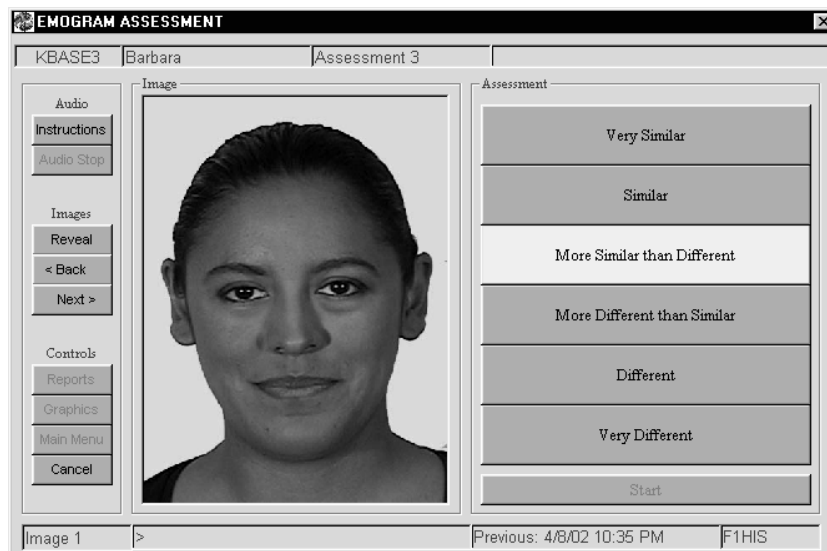 EMOGRAM ASSESSMENT
KBASE3 Barbara Assessment 3
Audio
Instructions
Audio Stop
Images
Reveal
< Back
Next >
Controls
Reports
Graphics
Main Menu
Cancel
Image
Assessment
Very Similar
Similar
More Similar than Different
More Different than Similar
Different
Very Different
Start
Image 1 > Previous: 4/8/02 10:35 PM F1HIS